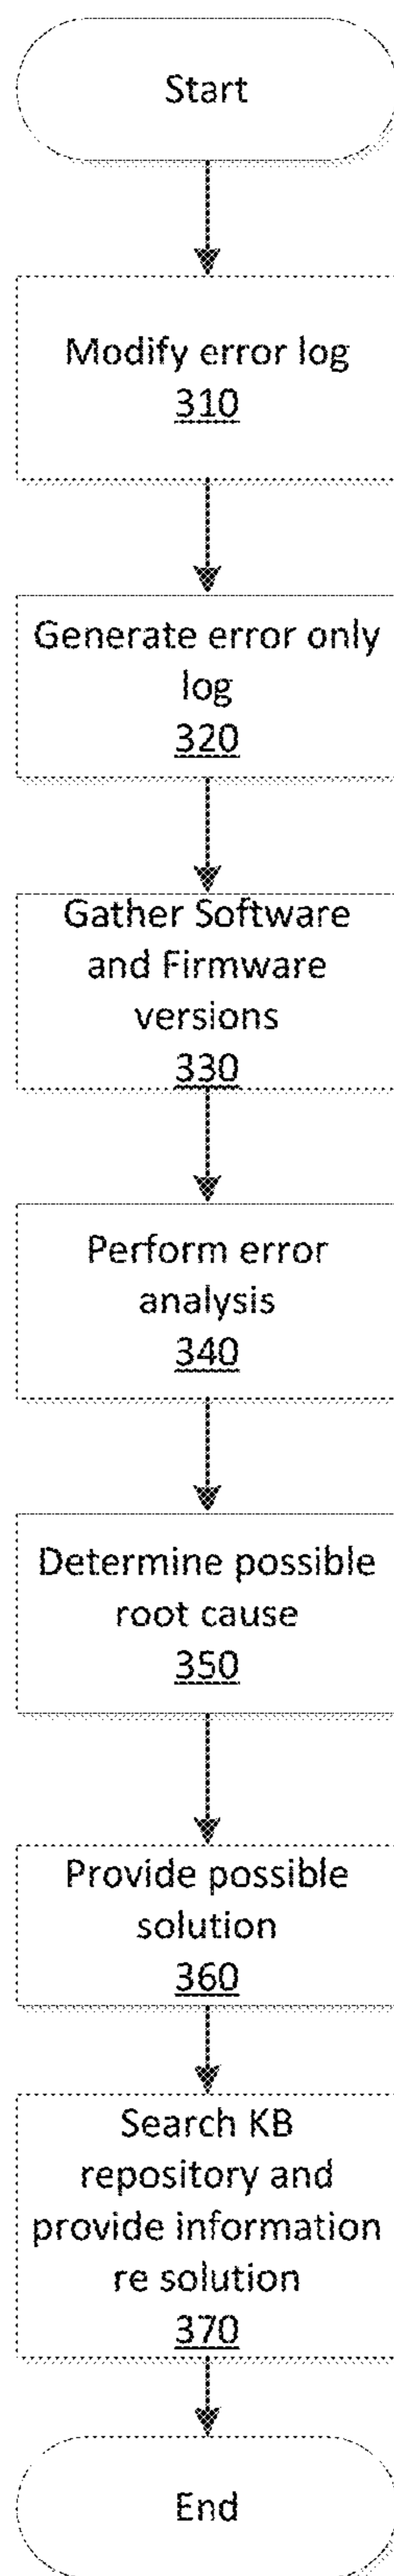 Start
Modify error log
310
Generate error only
log
320
Gather Software
and Firmware
versions
330
Perform error
analysis
340
Determine possible
root cause
350
Provide possible
solution
360
Search KB
repository and
provide information
re solution
370
End